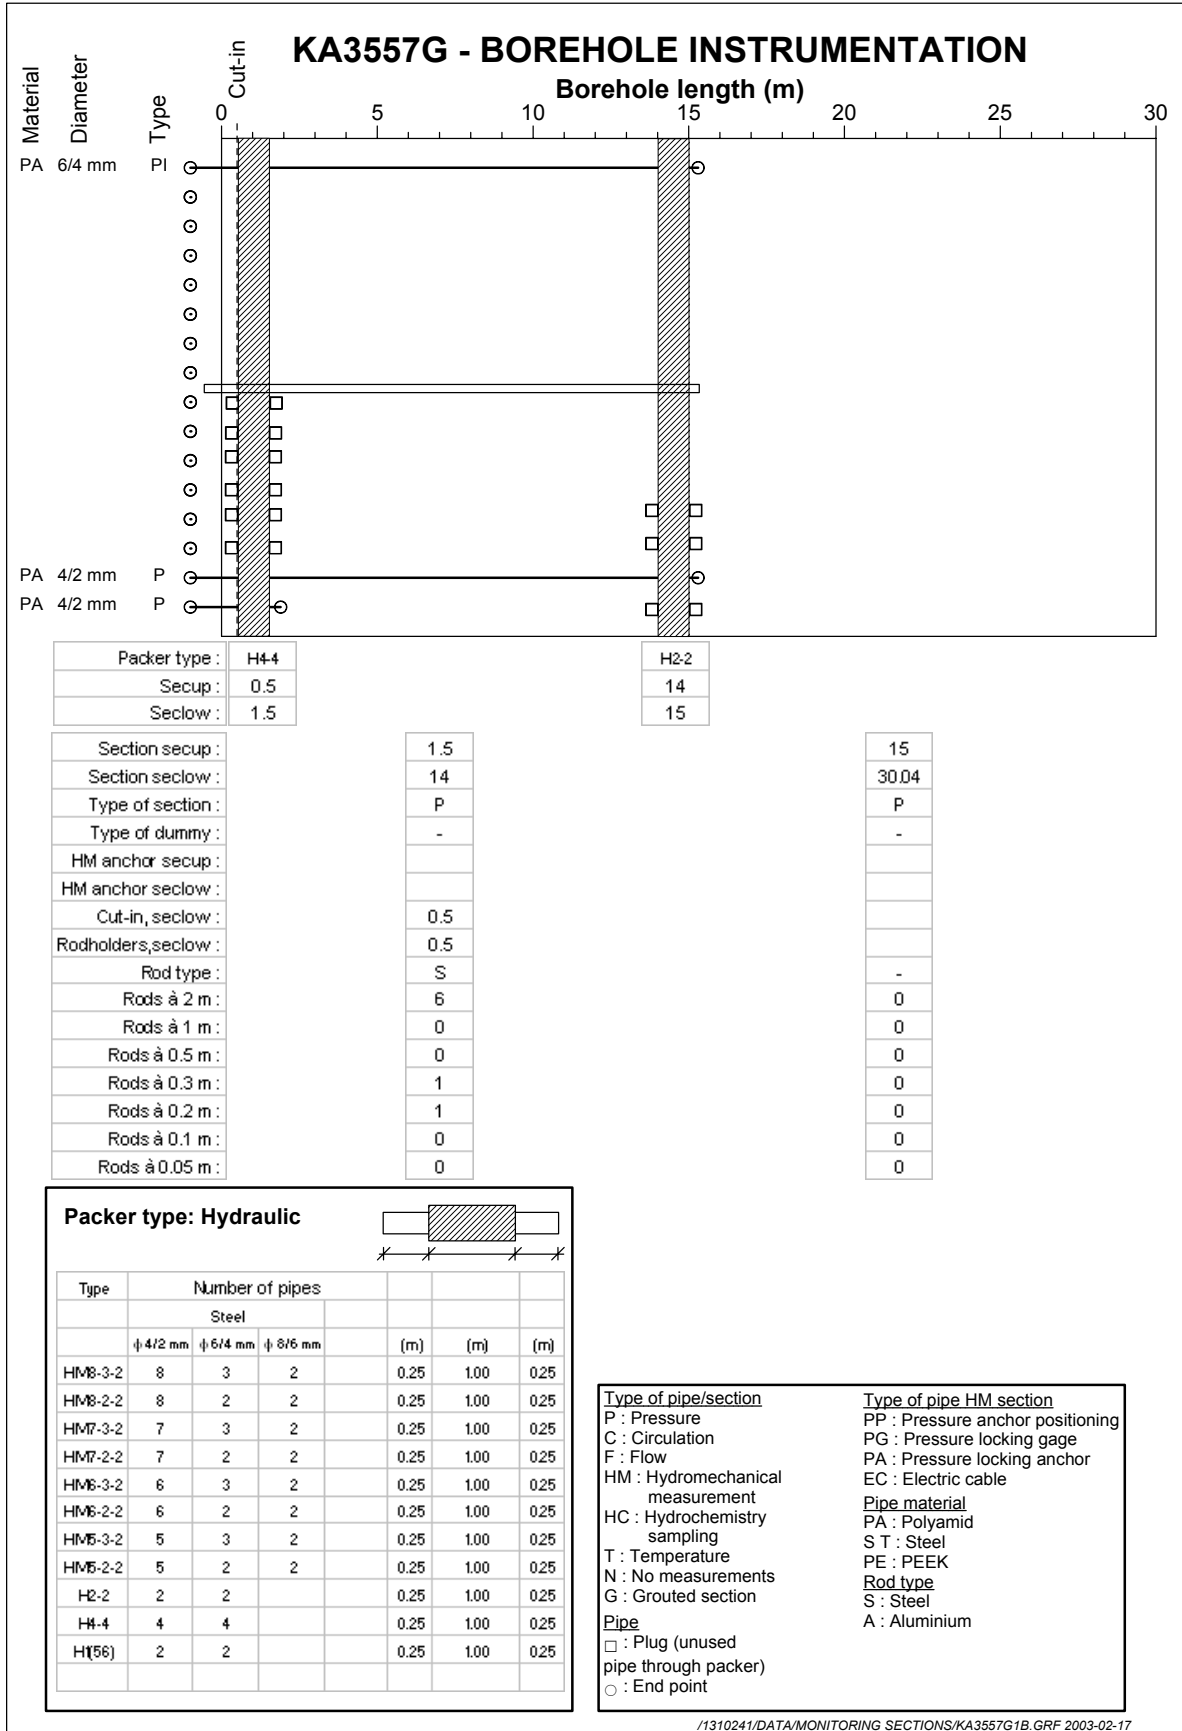 KA3557G - BOREHOLE INSTRUMENTATION
Borehole length (m)
Material
Diameter
Type
Cut-in
0 5 10 15 20 25 30
PA 6/4 mm PI
PA 4/2 mm P
PA 4/2 mm P
Packer type : H4-4 H2-2
Secup : 0.5 14
Seclow : 1.5 15
Section secup : 1.5 15
Section seclow : 14 30.04
Type of section : P P
Type of dummy : - -
HM anchor secup :
HM anchor seclow :
Cut-in, seclow : 0.5
Rodholders,seclow : 0.5
Rod type : S -
Rods à 2 m : 6 0
Rods à 1 m : 0 0
Rods à 0.5 m : 0 0
Rods à 0.3 m : 1 0
Rods à 0.2 m : 1 0
Rods à 0.1 m : 0 0
Rods à 0.05 m : 0 0
Packer type: Hydraulic
Type Number of pipes
Steel
ϕ 4/2 mm ϕ 6/4 mm ϕ 8/6 mm (m) (m) (m)
HM8-3-2 8 3 2 0.25 1.00 0.25
HM8-2-2 8 2 2 0.25 1.00 0.25
HM7-3-2 7 3 2 0.25 1.00 0.25
HM7-2-2 7 2 2 0.25 1.00 0.25
HM6-3-2 6 3 2 0.25 1.00 0.25
HM6-2-2 6 2 2 0.25 1.00 0.25
HM5-3-2 5 3 2 0.25 1.00 0.25
HM5-2-2 5 2 2 0.25 1.00 0.25
H2-2 2 2 0.25 1.00 0.25
H4-4 4 4 0.25 1.00 0.25
H1(56) 2 2 0.25 1.00 0.25
Type of pipe/section
P : Pressure
C : Circulation
F : Flow
HM : Hydromechanical
measurement
HC : Hydrochemistry
sampling
T : Temperature
N : No measurements
G : Grouted section
Pipe
□ : Plug (unused
pipe through packer)
○ : End point
Type of pipe HM section
PP : Pressure anchor positioning
PG : Pressure locking gage
PA : Pressure locking anchor
EC : Electric cable
Pipe material
PA : Polyamid
S T : Steel
PE : PEEK
Rod type
S : Steel
A : Aluminium
/1310241/DATA/MONITORING SECTIONS/KA3557G1B.GRF 2003-02-17